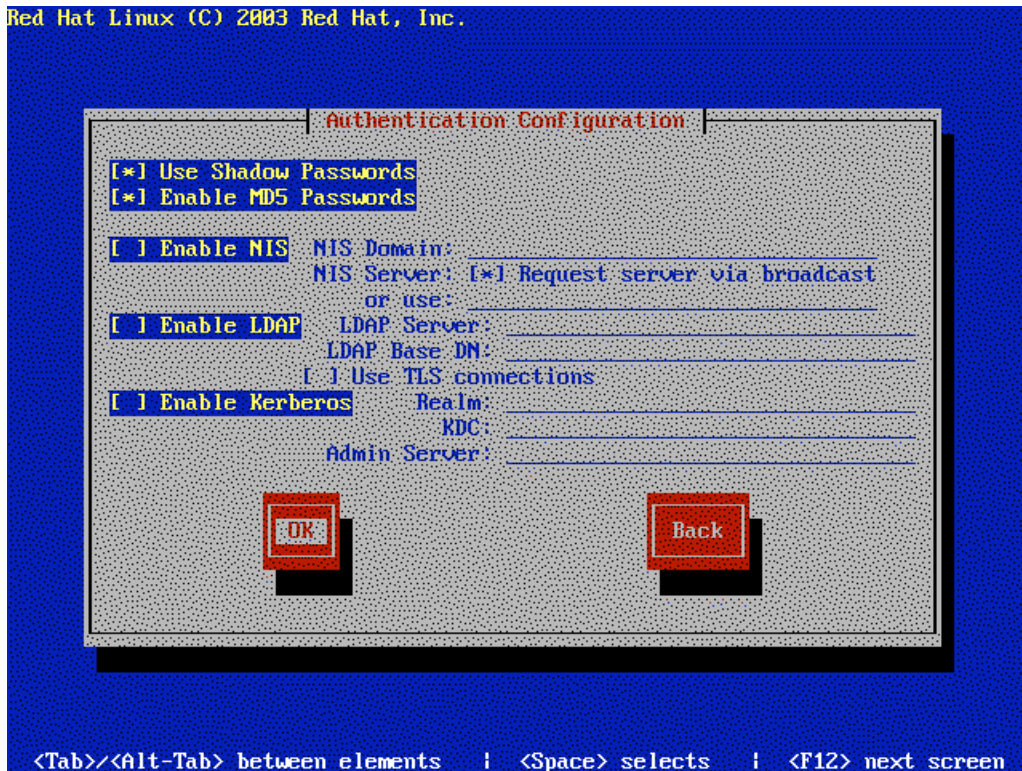 Red Hat Linux (C) 2003 Red Hat, Inc.
Authentication Configuration
[*] Use Shadow Passwords
[*] Enable MD5 Passwords
[ ] Enable NIS NIS Domain:
NIS Server: [*] Request server via broadcast
or use:
[ ] Enable LDAP LDAP Server:
LDAP Base DN:
[ ] Use TLS connections
[ ] Enable Kerberos Realm:
KDC:
Admin Server:
OK Back
<Tab>/<Alt-Tab> between elements | <Space> selects | <F12> next screen